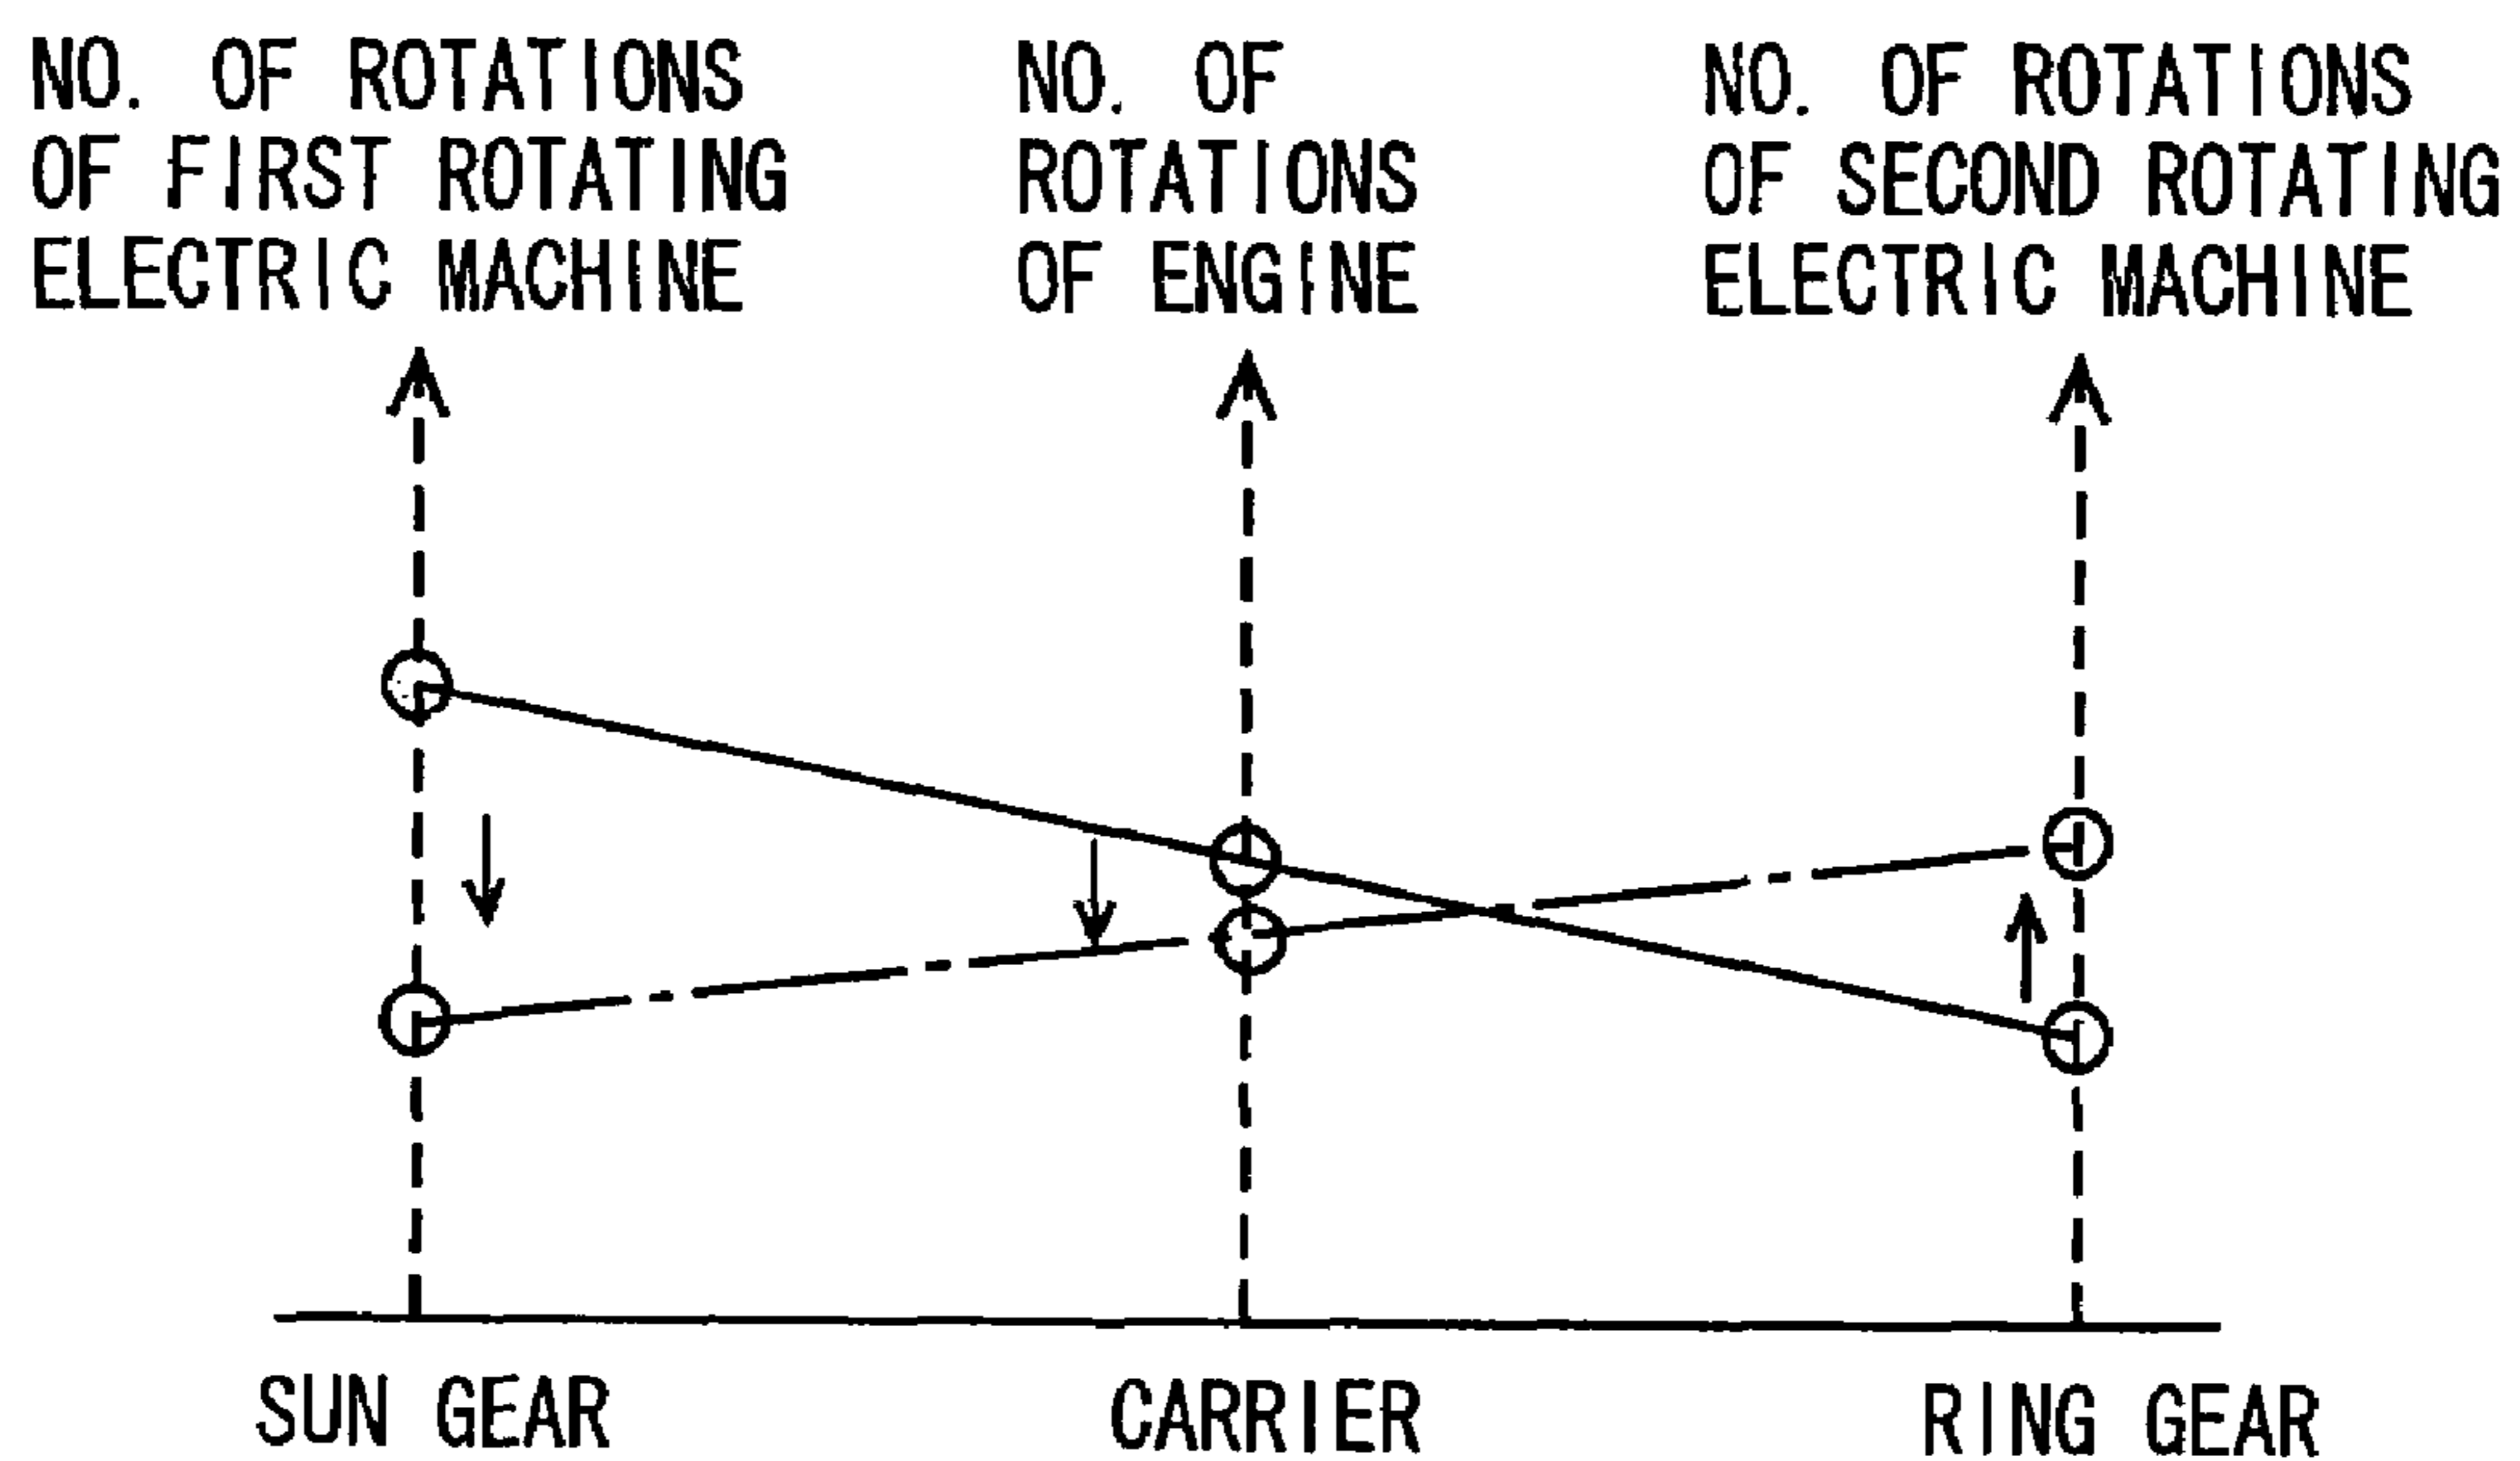 NO. OF ROTATIONS
OF FIRST ROTATING
ELECTRIC MACHINE
NO. OF
ROTATIONS
OF ENGINE
NO. OF ROTATIONS
OF SECOND ROTATING
ELECTRIC MACHINE
SUN GEAR
CARRIER
RING GEAR